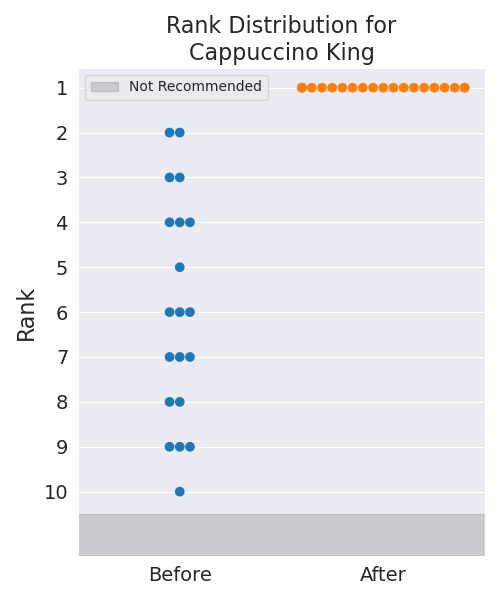 Rank Distribution for
Cappuccino King
Not Recommended
Rank
1
2
3
4
5
6
7
8
9
10
Before
After